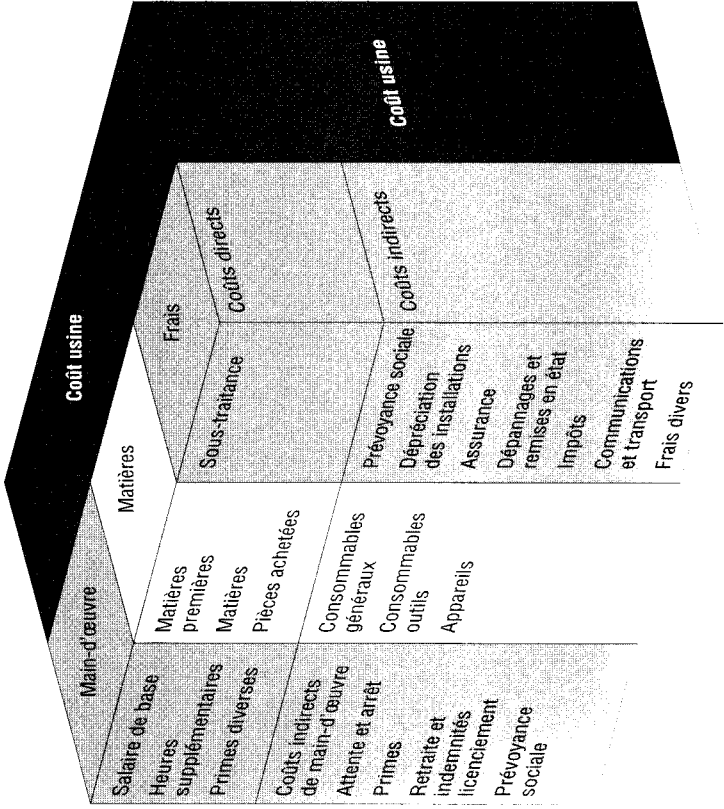 Coût usine
Coût usine
Main-d'œuvre
Matières
Frais
Coûts directs
Salaire de base
Heures
supplémentaires
Primes diverses
Matières
premières
Matières
Pièces achetées
Sous-traitance
Coûts indirects
Coûts indirects
de main-d'œuvre
Attente et arrêt
Primes
Retraite et
indemnités
licenciement
Prévoyance
sociale
Consommables
généraux
Consommables
outils
Appareils
Prévoyance sociale
Dépréciation
des installations
Assurance
Dépannages et
remises en état
Impôts
Communications
et transport
Frais divers